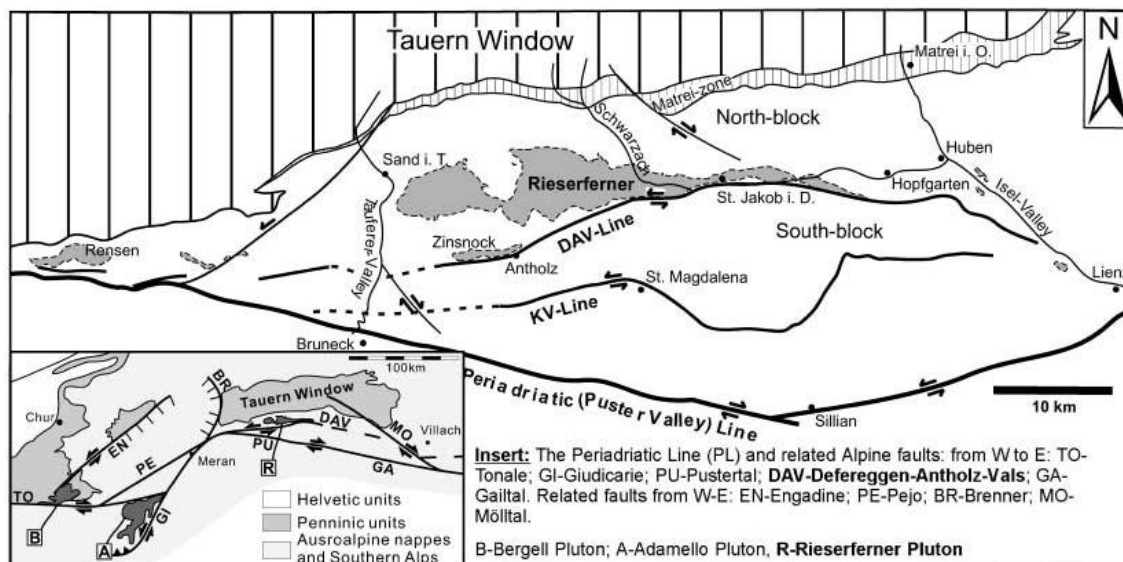 Tauern Window
N
Matrei i. O.
Matrei-zone
North-block
Schwarzach
Huben
Sand i. T.
Rieserferner
Hopfgarten
St. Jakob i. D.
Isel-Valley
Tauferer-Valley
DAV-Line
South-block
Rensen
Zinsnock
Antholz
St. Magdalena
Lienz
KV-Line
Bruneck
Periadriatic (Puster Valley) Line
Sillian
10 km
100km
BR
Tauern Window
Chur
EN
DAV
MO
Villach
PE
PU
Meran
R
GA
TO
GI
B
A
Helvetic units
Penninic units
Ausroalpine nappes
and Southern Alps
Insert: The Periadriatic Line (PL) and related Alpine faults: from W to E: TO-
Tonale; GI-Giudicarie; PU-Pustertal; DAV-Defereggen-Antholz-Vals; GA-
Gailtal. Related faults from W-E: EN-Engadine; PE-Pejo; BR-Brenner; MO-
Mölltal.
B-Bergell Pluton; A-Adamello Pluton, R-Rieserferner Pluton